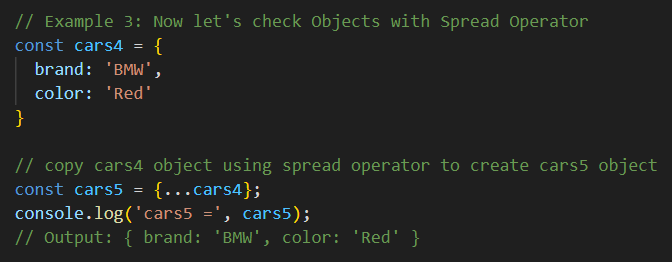 // Example 3: Now let's check Objects with Spread Operator
const cars4 = {
  brand: 'BMW',
  color: 'Red'
}
// copy cars4 object using spread operator to create cars5 object
const cars5 = {...cars4};
console.log('cars5 =', cars5);
// Output: { brand: 'BMW', color: 'Red' }